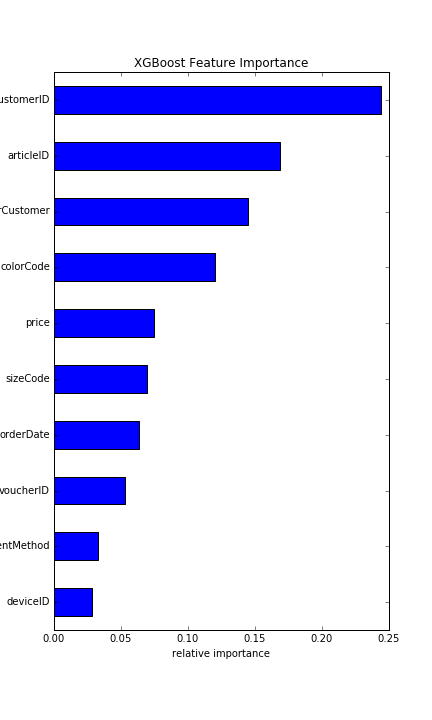 XGBoost Feature Importance
ustomerID
articleID
rCustomer
colorCode
price
sizeCode
orderDate
voucherID
entMethod
deviceID
0.00 0.05 0.10 0.15 0.20 0.25
relative importance